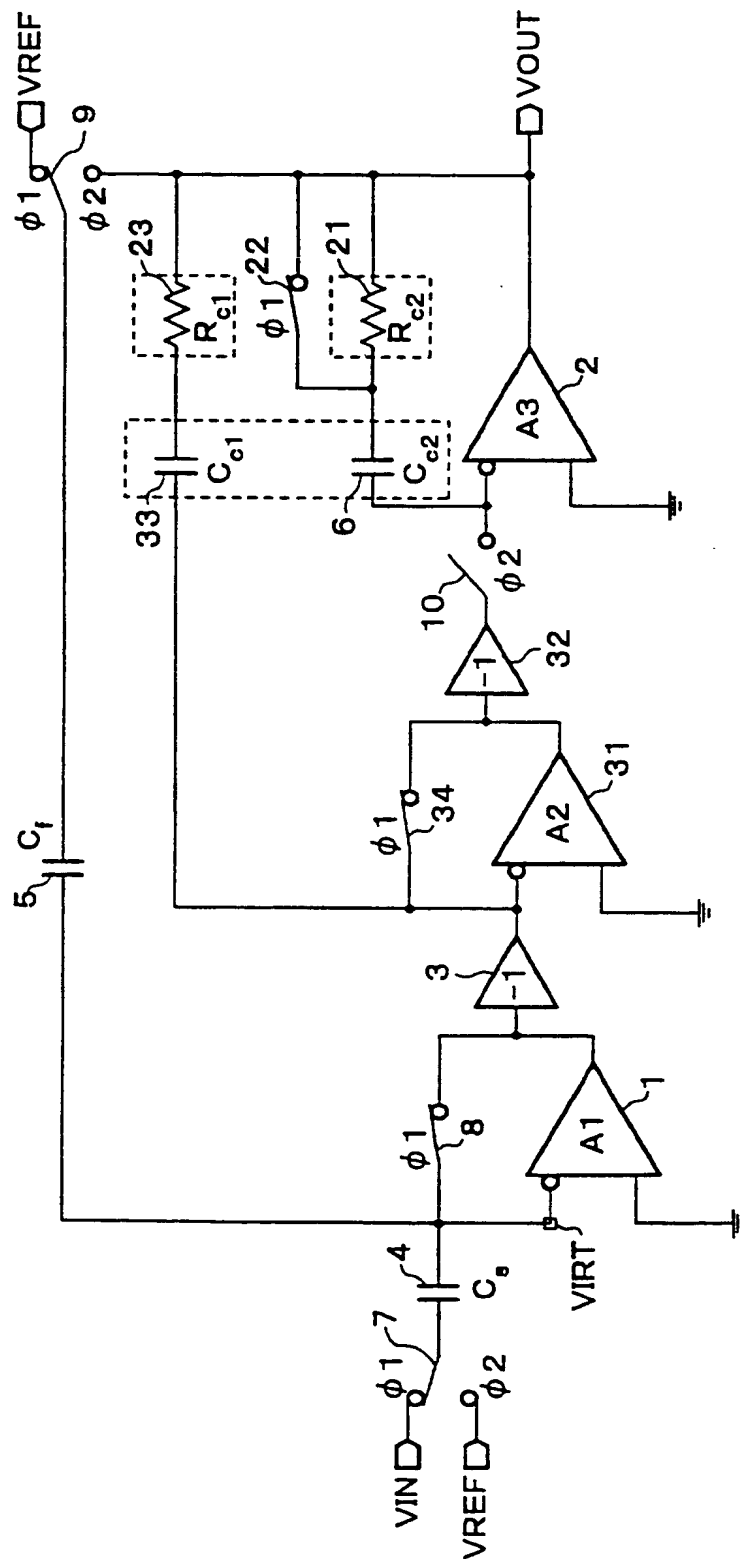 VREF
φ1
9
φ2
5
Cf
23
Rc1
33
Cc1
φ1
22
21
Rc2
6
Cc2
A3
2
VOUT
10
φ2
-1
32
φ1
34
A2
31
3
-1
φ1
8
A1
1
VIRT
4
Cs
7
φ1
φ2
VIN
VREF